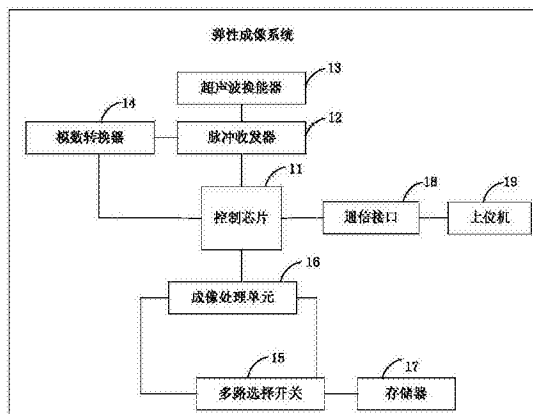 弹性成像系统
13
超声波换能器
14
12
模数转换器
脉冲收发器
11
18
19
控制芯片
通信接口
上位机
16
成像处理单元
15
17
多路选择开关
存储器